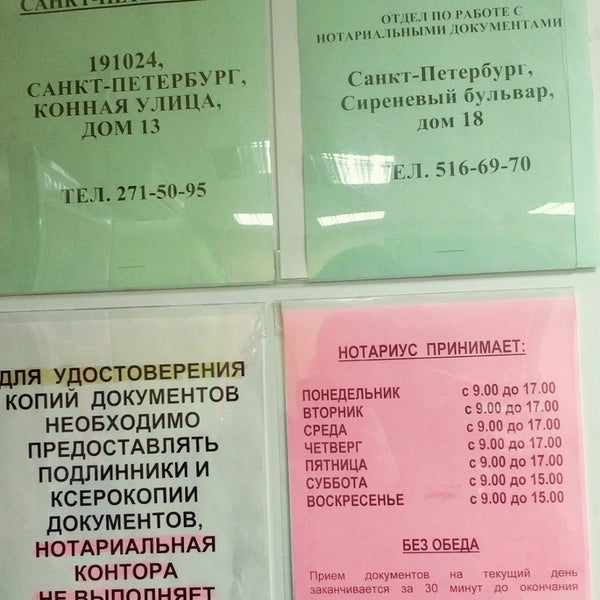 191024,
САНКТ-ПЕТЕРБУРГ,
КОННАЯ УЛИЦА,
ДОМ 13
ТЕЛ. 271-50-95
ОТДЕЛ ПО РАБОТЕ С
НОТАРИАЛЬНЫМИ ДОКУМЕНТАМИ
Санкт-Петербург,
Сиреневый бульвар,
дом 18
ЕЛ. 516-69-70
ДЛЯ УДОСТОВЕРЕНИЯ
КОПИЙ ДОКУМЕНТОВ
НЕОБХОДИМО
ПРЕДОСТАВЛЯТЬ
ПОДЛИННИКИ И
КСЕРОКОПИИ
ДОКУМЕНТОВ,
НОТАРИАЛЬНАЯ
КОНТОРА
НЕ ВЫПОЛНЯЕТ
НОТАРИУС ПРИНИМАЕТ:
ПОНЕДЕЛЬНИК с 9.00 до 17.00
ВТОРНИК с 9.00 до 17.00
СРЕДА с 9.00 до 17.00
ЧЕТВЕРГ с 9.00 до 17.00
ПЯТНИЦА с 9.00 до 17.00
СУББОТА с 9.00 до 15.00
ВОСКРЕСЕНЬЕ с 9.00 до 15.00
БЕЗ ОБЕДА
Прием документов на текущий день
заканчивается за 30 минут до окончания